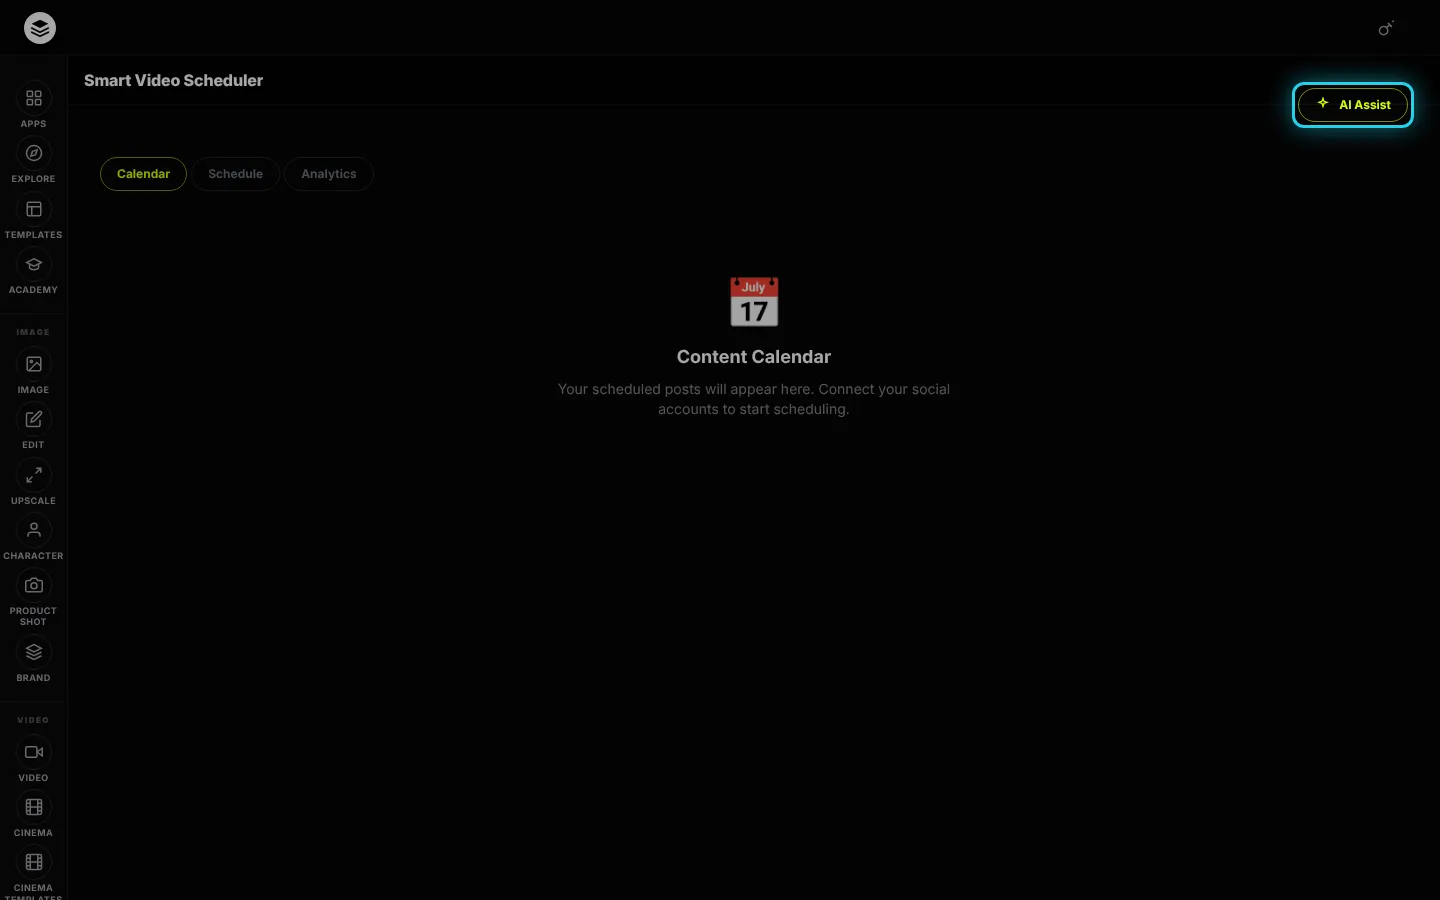 Smart Video Scheduler
AI Assist
Calendar
Schedule
Analytics
July
17
Content Calendar
Your scheduled posts will appear here. Connect your social
accounts to start scheduling.
APPS
EXPLORE
TEMPLATES
ACADEMY
IMAGE
IMAGE
EDIT
UPSCALE
CHARACTER
PRODUCT
SHOT
BRAND
VIDEO
VIDEO
CINEMA
CINEMA
TEMPLATES